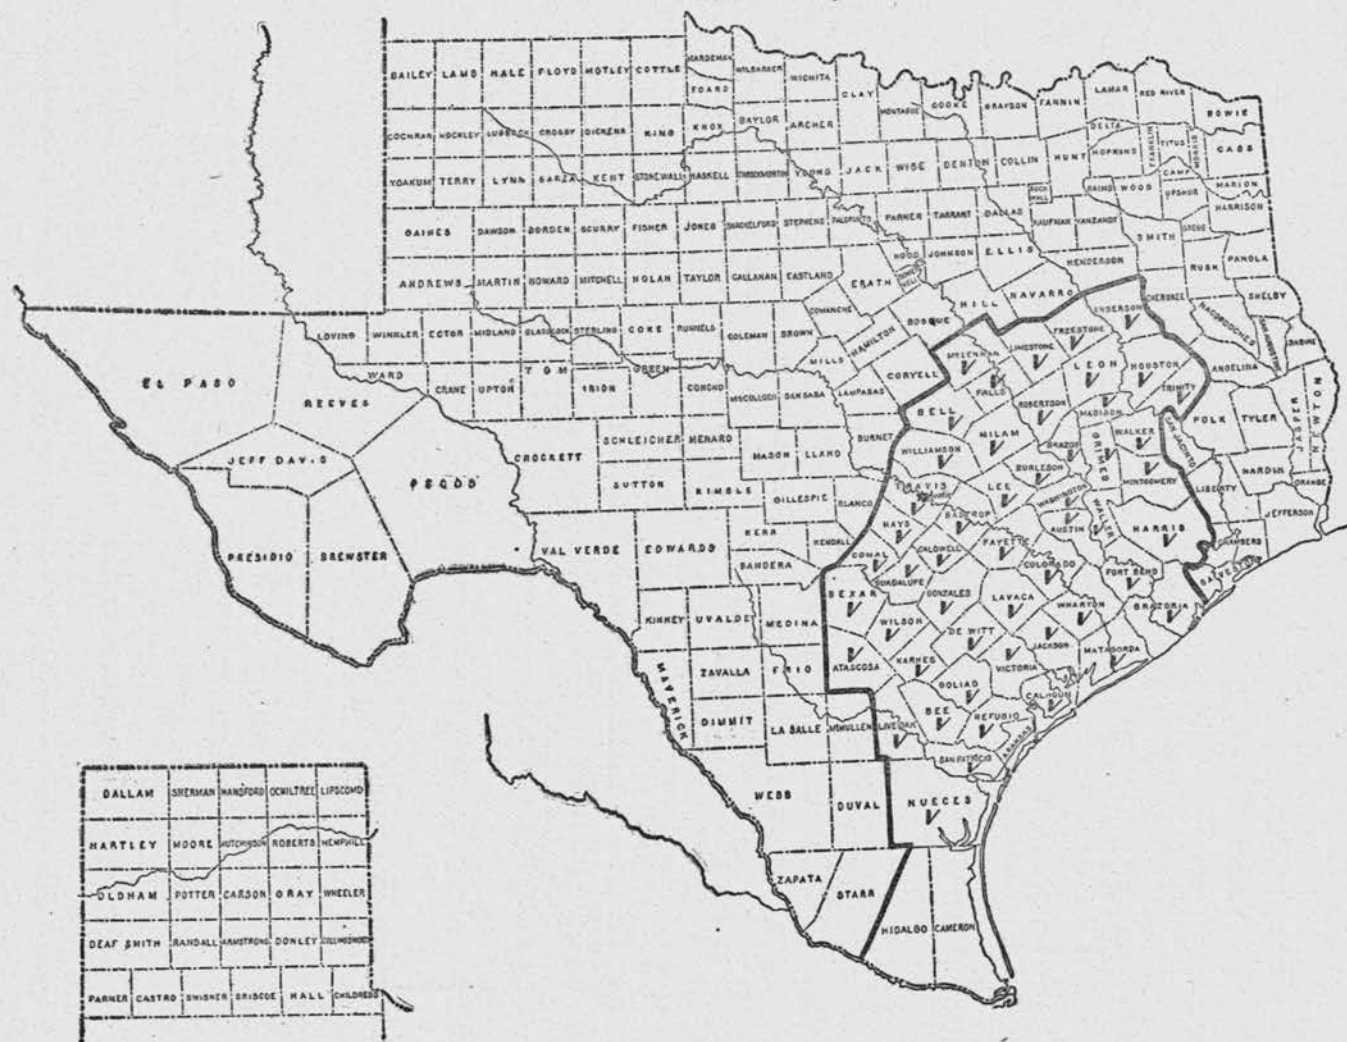 BAILEY LAMB HALE FLOYD MOTLEY COTTLE HARDEMAN WILBARGER WICHITA CLAY MONTAGUE COOKE GRAYSON FANNIN LAMAR RED RIVER BOWIE
FOARD
COCHRAN HOCKLEY LUBBOCK CROSBY DICKENS KING KNOX BAYLOR ARCHER DELTA FRANKLIN TITUS MORRIS CASS
YOAKUM TERRY LYNN GARZA KENT STONEWALL HASKELL THROCKMORTON YOUNG JACK WISE DENTON COLLIN HUNT HOPKINS CAMP
ROCK WALL RAINS WOOD UPSHUR MARION
GAINES DAWSON BORDEN SCURRY FISHER JONES SHACKELFORD STEPHENS PALOPINTO PARKER TARRANT DALLAS KAUFMAN VANZANDT SMITH GREGG HARRISON
ANDREWS MARTIN HOWARD MITCHELL NOLAN TAYLOR CALLAHAN EASTLAND ERATH HOOD JOHNSON ELLIS HENDERSON RUSK PANOLA
LOVING WINKLER ECTOR MIDLAND GLASSCOCK STERLING COKE RUNNELS COLEMAN BROWN COMANCHE HAMILTON BOSQUE HILL NAVARRO ANDERSON CHEROKEE NACOGDOCHES SHELBY
EL PASO REEVES WARD CRANE UPTON TOM GREEN IRION CONCHO McCOLLOCH SAN SABA MILLS LAMPASAS CORYELL McLENNAN LIMESTONE FREESTONE LEON HOUSTON TRINITY ANGELINA SABINE
JEFF DAVIS PECOS CROCKETT SCHLEICHER MENARD MASON LLANO BURNET BELL FALLS ROBERTSON MADISON WALKER SAN JACINTO POLK TYLER JASPER NEWTON
SUTTON KIMBLE GILLESPIE BLANCO WILLIAMSON MILAM BRAZOS GRIMES MONTGOMERY LIBERTY HARDIN ORANGE
PRESIDIO BREWSTER VAL VERDE EDWARDS KERR KENDALL HAYS TRAVIS BASTROP LEE BURLESON WASHINGTON AUSTIN WALLER HARRIS CHAMBERS JEFFERSON
BANDERA COMAL CALDWELL FAYETTE COLORADO FORT BEND GALVESTON
KINNEY UVALDE MEDINA BEXAR GUADALUPE GONZALES LAVACA WHARTON BRAZORIA
MAVERICK ZAVALLA FRIO ATASCOSA WILSON KARNES DE WITT JACKSON MATAGORDA
VICTORIA GOLIAD CALHOUN
DIMMIT LA SALLE McMULLEN LIVE OAK BEE REFUGIO ARANSAS
SAN PATRICIO
WEBB DUVAL NUECES
ZAPATA STARR HIDALGO CAMERON
DALLAM SHERMAN HANSFORD OCHILTREE LIPSCOMB
HARTLEY MOORE HUTCHINSON ROBERTS HEMPHILL
OLDHAM POTTER CARSON GRAY WHEELER
DEAF SMITH RANDALL ARMSTRONG DONLEY COLLINGSWORTH
PARMER CASTRO SWISHER BRISCOE HALL CHILDRESS